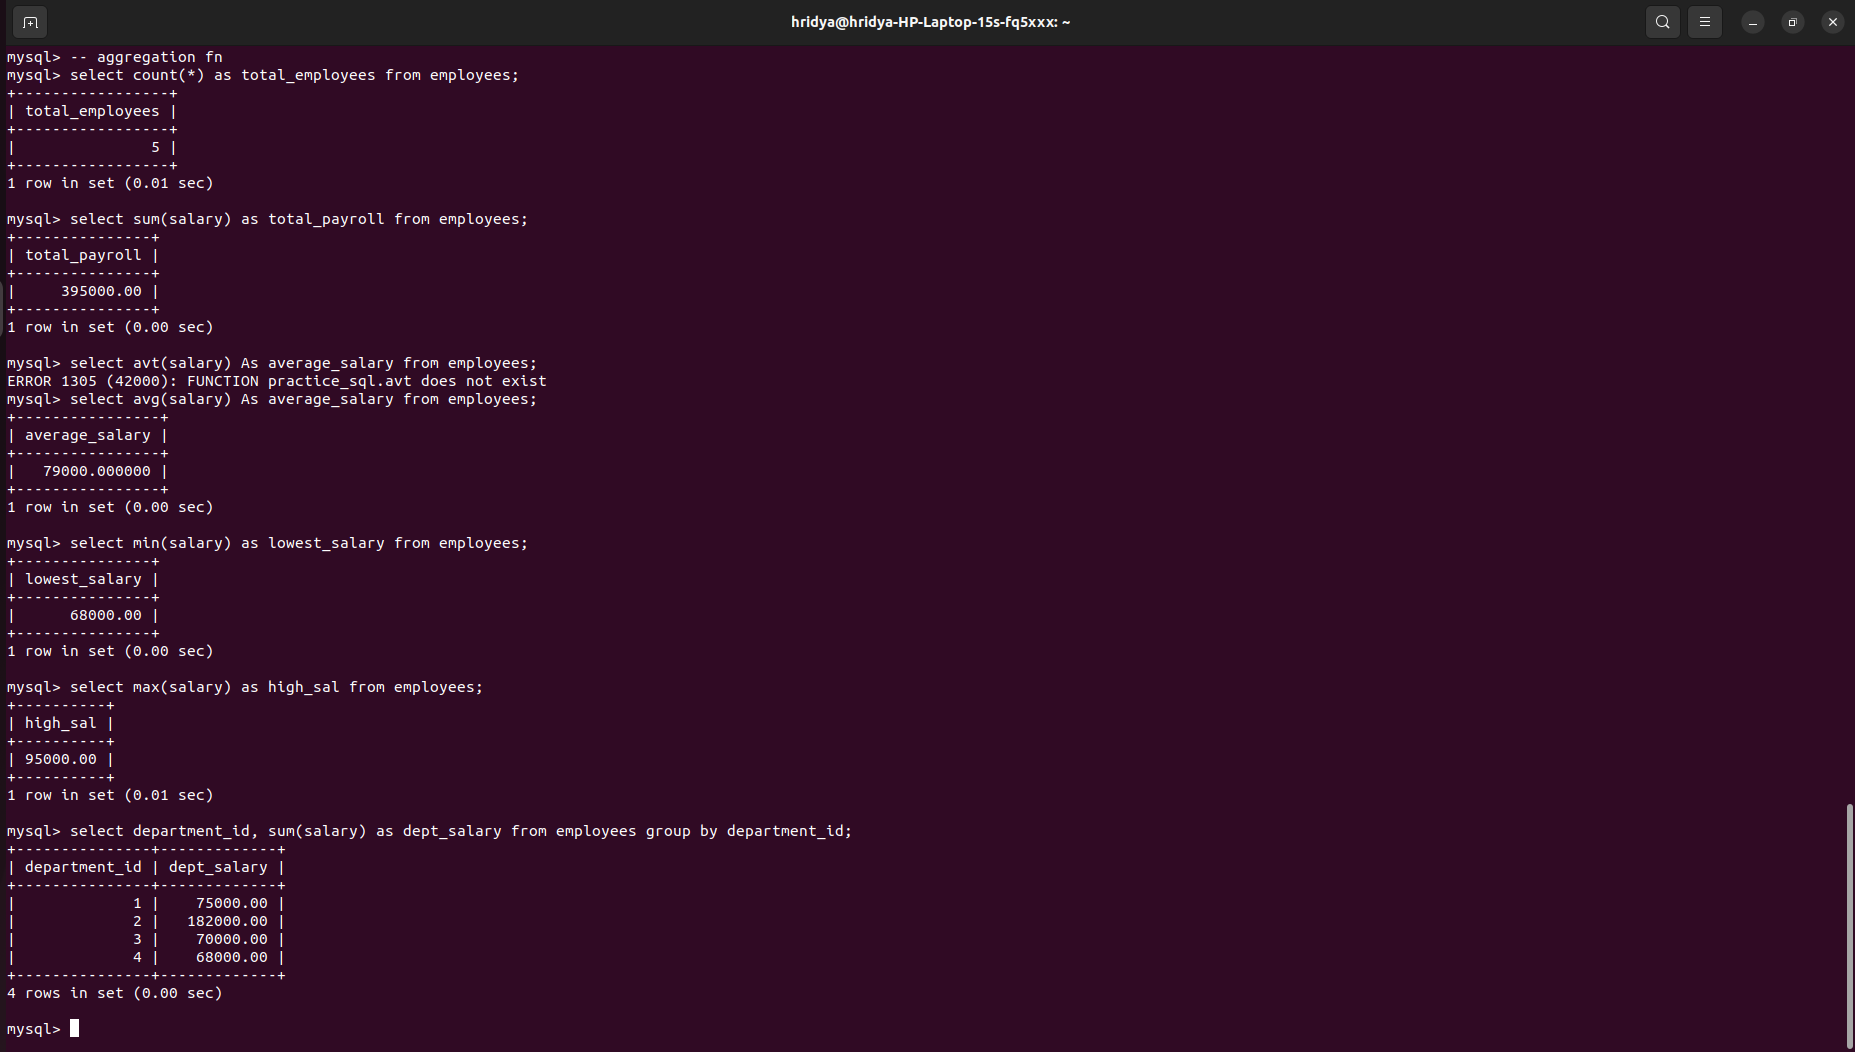 hridya@hridya-HP-Laptop-15s-fq5xxx: ~
mysql> -- aggregation fn
mysql> select count(*) as total_employees from employees;
+-----------------+
| total_employees |
+-----------------+
|               5 |
+-----------------+
1 row in set (0.01 sec)

mysql> select sum(salary) as total_payroll from employees;
+---------------+
| total_payroll |
+---------------+
|     395000.00 |
+---------------+
1 row in set (0.00 sec)

mysql> select avt(salary) As average_salary from employees;
ERROR 1305 (42000): FUNCTION practice_sql.avt does not exist
mysql> select avg(salary) As average_salary from employees;
+----------------+
| average_salary |
+----------------+
|   79000.000000 |
+----------------+
1 row in set (0.00 sec)

mysql> select min(salary) as lowest_salary from employees;
+---------------+
| lowest_salary |
+---------------+
|      68000.00 |
+---------------+
1 row in set (0.00 sec)

mysql> select max(salary) as high_sal from employees;
+----------+
| high_sal |
+----------+
| 95000.00 |
+----------+
1 row in set (0.01 sec)

mysql> select department_id, sum(salary) as dept_salary from employees group by department_id;
+---------------+-------------+
| department_id | dept_salary |
+---------------+-------------+
|             1 |    75000.00 |
|             2 |   182000.00 |
|             3 |    70000.00 |
|             4 |    68000.00 |
+---------------+-------------+
4 rows in set (0.00 sec)

mysql>